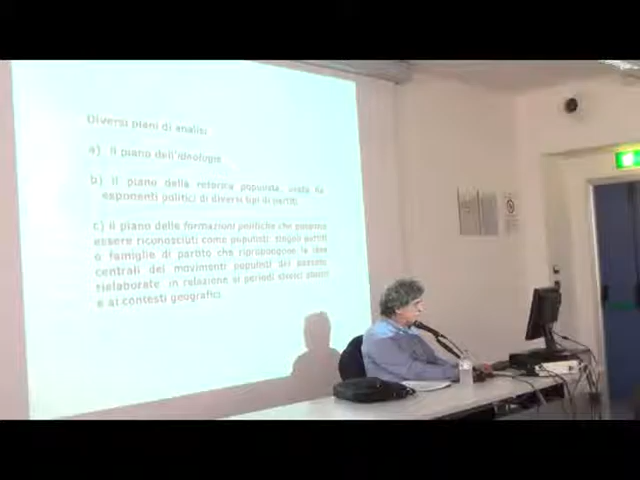 Diversi piani di analisi
a) Il piano dell'ideologia
b) Il piano della retorica populista, usata da
esponenti politici di diversi tipi di partiti
c) il piano delle formazioni politiche che possono
essere riconosciuti come populisti: singoli partiti
o famiglie di partito che ripropongono le idee
centrali dei movimenti populisti del passato
rielaborate in relazione ai periodi storici
e ai contesti geografici